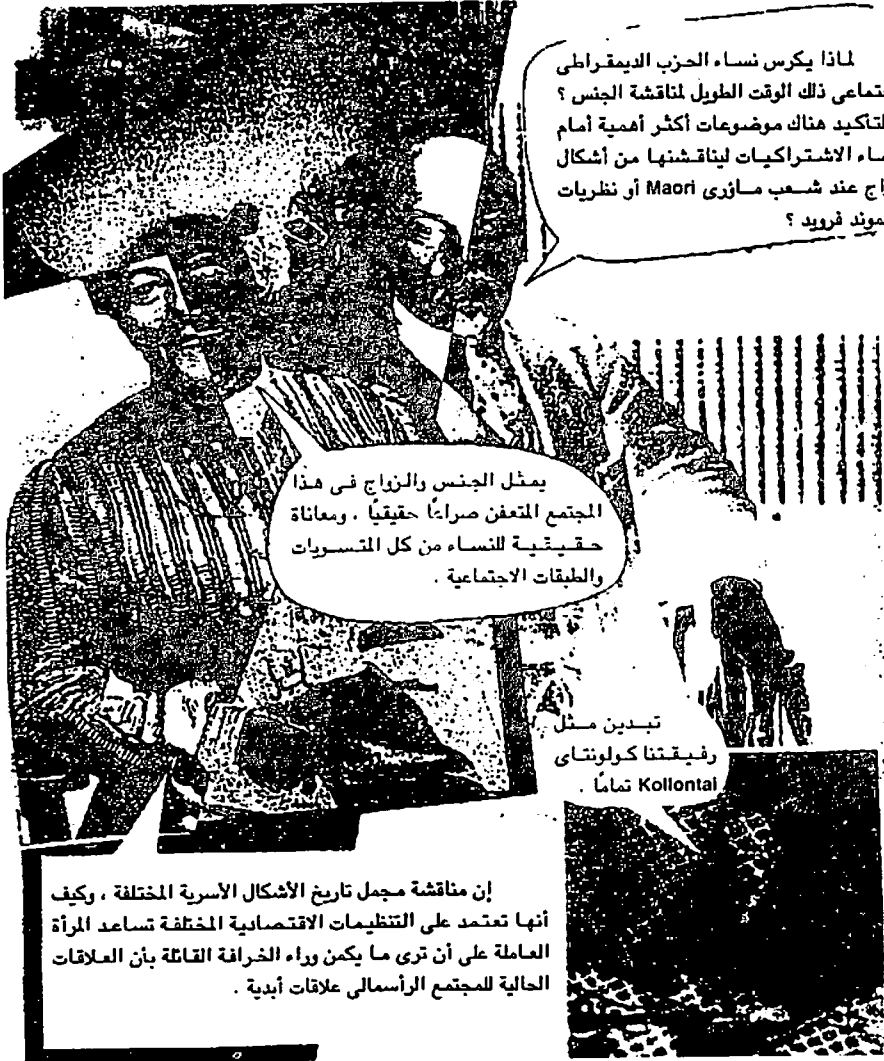 لماذا يكرس نساء الحزب الديمقراطى
تماعى ذلك الوقت الطويل لمناقشة الجنس ؟
لتأكيد هناك موضوعات أكثر أهمية أمام
ساء الاشتراكيات ليناقشنها من أشكال
اج عند شعب ماؤرى Maori أو نظريات
موند فرويد ؟
يمثل الجنس والزواج فى هذا
المجتمع المتعفن صراعًا حقيقيًا ، ومعاناة
حقيقية للنساء من كل المتسويات
والطبقات الاجتماعية .
تبدين مثل
رفيقتنا كولونتاى
Kollontai تمامًا .
إن مناقشة مجمل تاريخ الأشكال الأسرية المختلفة ، وكيف
أنها تعتمد على التنظيمات الاقتصادية المختلفة تساعد المرأة
العاملة على أن ترى ما يكمن وراء الخرافة القائلة بأن العلاقات
الحالية للمجتمع الرأسمالى علاقات أبدية .